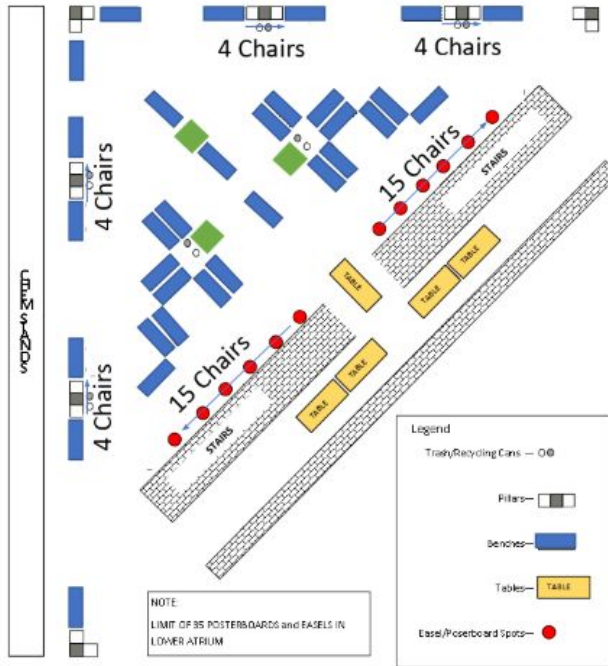 4 Chairs
4 Chairs
4 Chairs
15 Chairs
STAIRS
CHEM STANDS
TABLE
TABLE
TABLE
4 Chairs
15 Chairs
STAIRS
TABLE
TABLE
Legend
Trash/Recycling Cans
Pillars
Benches
Tables
TABLE
Easel/Poserboard Spots
NOTE:
LIMIT OF 35 POSTERBOARDS and EASELS IN
LOWER ATRIUM